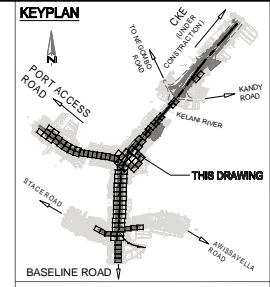 KEYPLAN
N
CKE
(UNDER
CONSTRACTION)
TO NEGOMBO
ROAD
KANDY
ROAD
PORT ACCESS
ROAD
KELANI RIVER
THIS DRAWING
STACE ROAD
AWISSAVELLA
ROAD
BASELINE ROAD